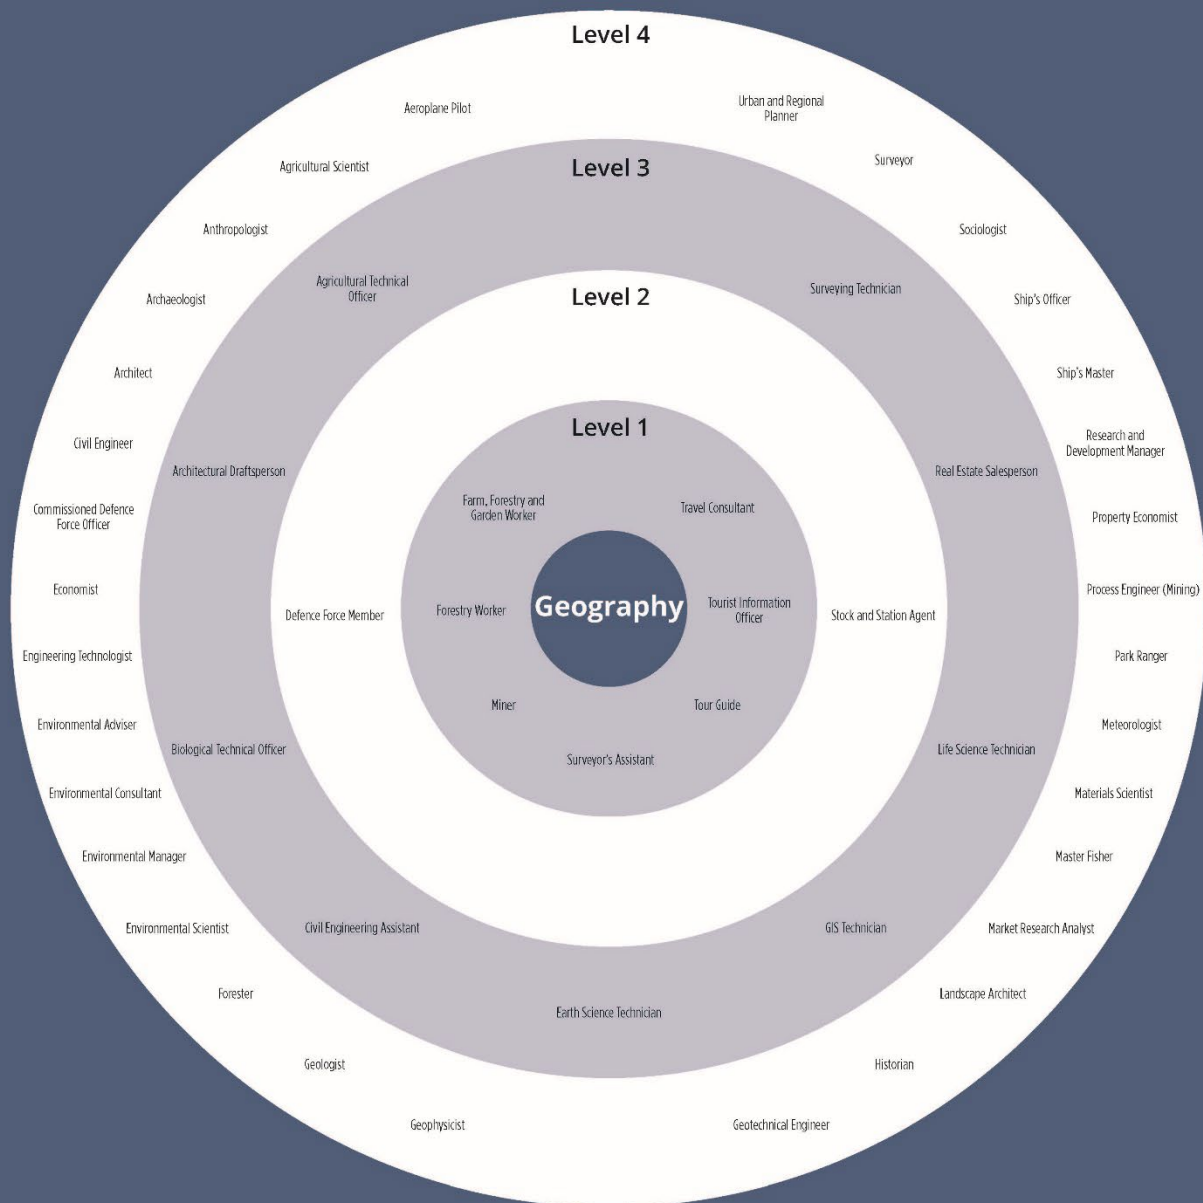 Level 4
Aeroplane Pilot
Urban and Regional
Planner
Agricultural Scientist
Surveyor
Anthropologist
Sociologist
Archaeologist
Ship's Officer
Architect
Ship's Master
Civil Engineer
Research and
Development Manager
Commissioned Defence
Force Officer
Property Economist
Economist
Process Engineer (Mining)
Engineering Technologist
Park Ranger
Environmental Adviser
Meteorologist
Environmental Consultant
Materials Scientist
Environmental Manager
Master Fisher
Environmental Scientist
Market Research Analyst
Forester
Landscape Architect
Geologist
Historian
Geophysicist
Geotechnical Engineer
Level 3
Agricultural Technical
Officer
Surveying Technician
Architectural Draftsperson
Real Estate Salesperson
Biological Technical Officer
Life Science Technician
Civil Engineering Assistant
GIS Technician
Earth Science Technician
Level 2
Defence Force Member
Stock and Station Agent
Level 1
Farm, Forestry and
Garden Worker
Travel Consultant
Forestry Worker
Tourist Information
Officer
Miner
Tour Guide
Surveyor's Assistant
Geography